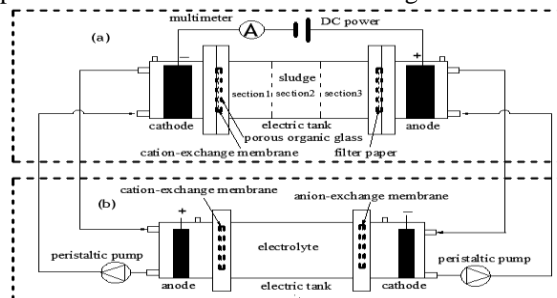 multimeter
DC power
(a)
A
−
+
sludge
section1 section2 section3
cathode
electric tank
anode
porous organic glass
cation-exchange membrane
filter paper
cation-exchange membrane
anion-exchange membrane
(b)
+
−
electrolyte
peristaltic pump
peristaltic pump
anode
electric tank
cathode